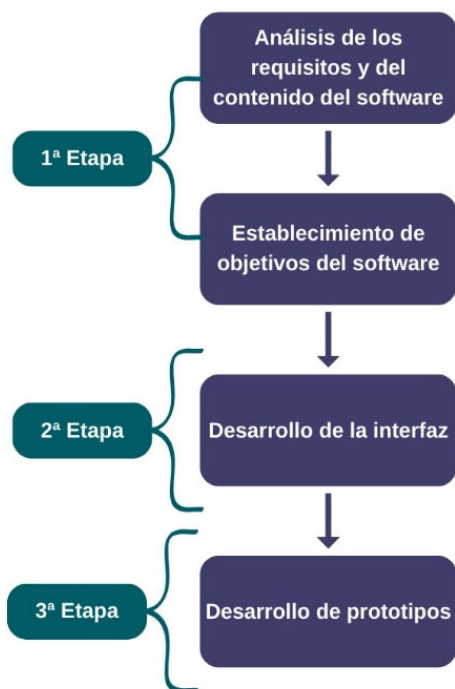 Análisis de los
requisitos y del
contenido del software
1ª Etapa
Establecimiento de
objetivos del software
2ª Etapa
Desarrollo de la interfaz
3ª Etapa
Desarrollo de prototipos